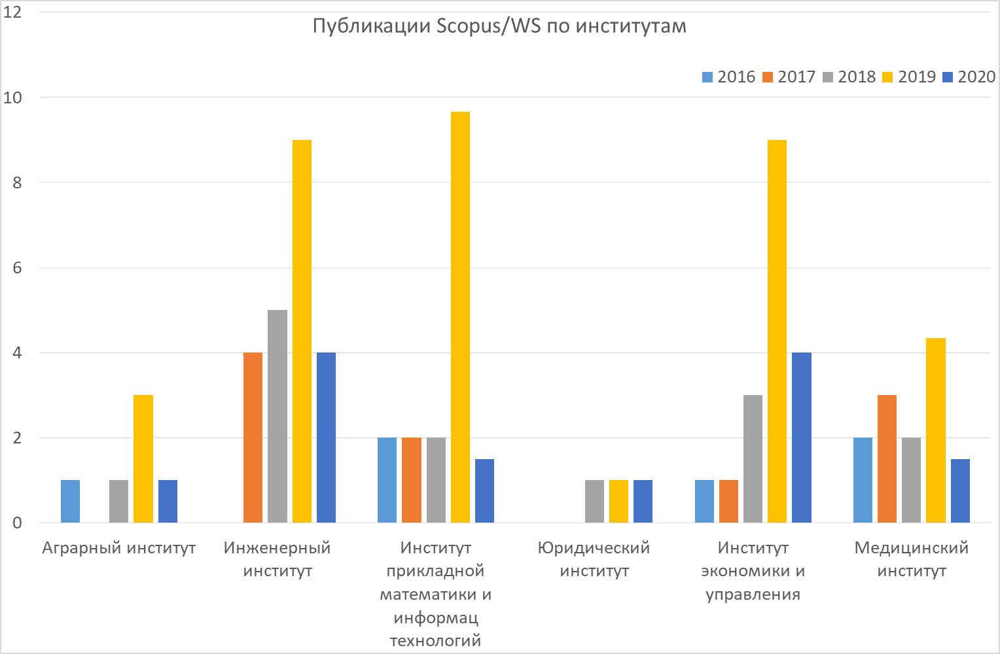 Публикации Scopus/WS по институтам
2016 2017 2018 2019 2020
12
10
8
6
4
2
0
Аграрный институт
Инженерный
институт
Институт
прикладной
математики и
информац
технологий
Юридический
институт
Институт
экономики и
управления
Медицинский
институт